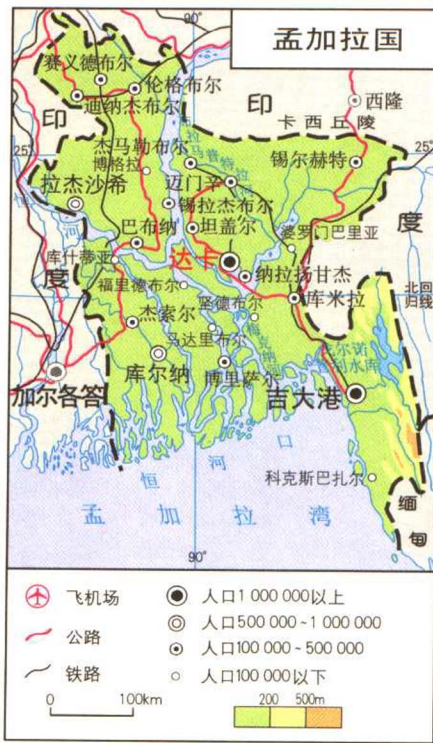 90°
孟加拉国
赛义德布尔
伦格布尔
迪纳杰布尔
印
印
西隆
卡西丘陵
25°
25°
杰马勒布尔
博格拉
锡尔赫特
拉杰沙希
迈门辛
锡拉杰布尔
度
恒
河
巴布纳
坦盖尔
婆罗门巴里亚
库什蒂亚
达卡
度
纳拉扬甘杰
福里德布尔
库米拉
北回
归线
杰索尔
马达里布尔
库尔纳
博里萨尔
加尔各答
吉大港
恒河口
科克斯巴扎尔
孟加拉湾
缅
甸
90°
飞机场
人口1 000 000以上
公路
人口500 000~1 000 000
人口100 000~500 000
铁路
人口100 000以下
0 100km
200 500m